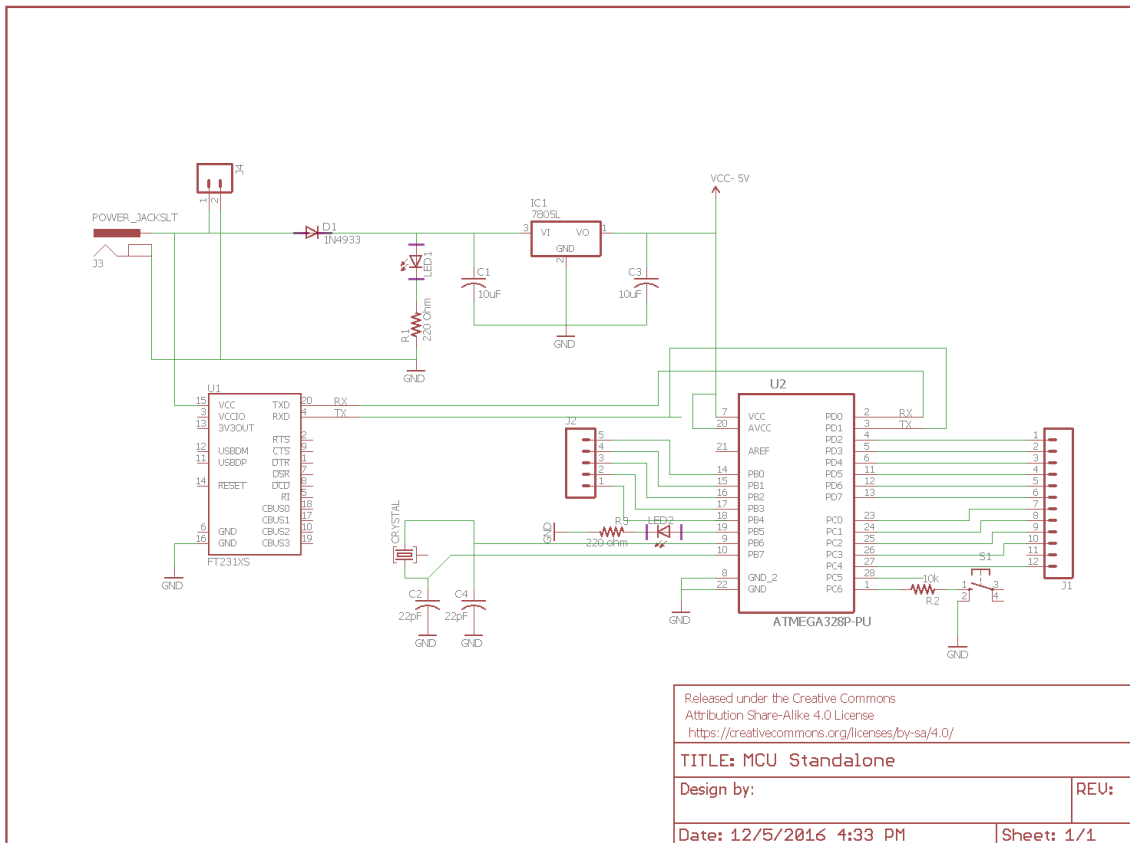 J4
1 2
POWER_JACKSLT
J3
D1
1N4933
LED1
R1
220 Ohm
GND
C1
10uF
IC1
7805L
3 VI VO 1
GND
2
C3
10uF
GND
VCC- 5V
U1
15 VCC TXD 20 RX
3 VCCIO RXD 4 TX
13 3V3OUT
RTS 2
12 USBDM CTS 9
11 USBDP DTR 1
DSR 7
14 RESET DCD 8
RI 5
CBUS0 18
CBUS1 17
6 GND CBUS2 10
16 GND CBUS3 19
FT231XS
GND
CRYSTAL
C2
22pF
GND
C4
22pF
GND
J2
5
4
3
2
1
GND
R3
220 ohm
LED2
U2
7 VCC PD0 2 RX
20 AVCC PD1 3 TX
PD2 4
21 AREF PD3 5
PD4 6
14 PB0 PD5 11
15 PB1 PD6 12
16 PB2 PD7 13
17 PB3
18 PB4 PC0 23
19 PB5 PC1 24
9 PB6 PC2 25
10 PB7 PC3 26
PC4 27
8 GND_2 PC5 28
22 GND PC6 1
ATMEGA328P-PU
GND
10k
R2
S1
1 3
2 4
GND
1
2
3
4
5
6
7
8
9
10
11
12
J1
Released under the Creative Commons
Attribution Share-Alike 4.0 License
https://creativecommons.org/licenses/by-sa/4.0/
TITLE: MCU Standalone
Design by: REV:
Date: 12/5/2016 4:33 PM Sheet: 1/1